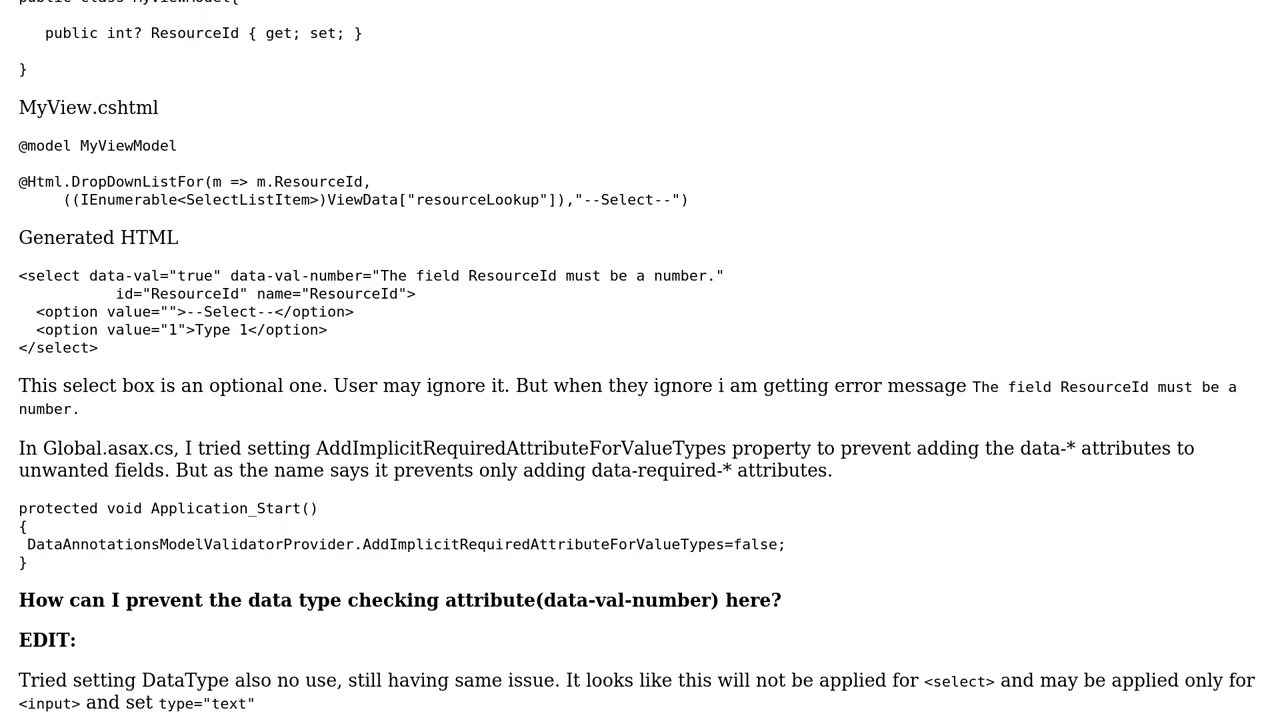 public class MyViewModel{
   public int? ResourceId { get; set; }
}
MyView.cshtml
@model MyViewModel
@Html.DropDownListFor(m => m.ResourceId,
     ((IEnumerable<SelectListItem>)ViewData["resourceLookup"]),"--Select--")
Generated HTML
<select data-val="true" data-val-number="The field ResourceId must be a number."
           id="ResourceId" name="ResourceId">
  <option value="">--Select--</option>
  <option value="1">Type 1</option>
</select>
This select box is an optional one. User may ignore it. But when they ignore i am getting error message The field ResourceId must be a
number.
In Global.asax.cs, I tried setting AddImplicitRequiredAttributeForValueTypes property to prevent adding the data-* attributes to
unwanted fields. But as the name says it prevents only adding data-required-* attributes.
protected void Application_Start()
{
 DataAnnotationsModelValidatorProvider.AddImplicitRequiredAttributeForValueTypes=false;
}
How can I prevent the data type checking attribute(data-val-number) here?
EDIT:
Tried setting DataType also no use, still having same issue. It looks like this will not be applied for <select> and may be applied only for
<input> and set type="text"